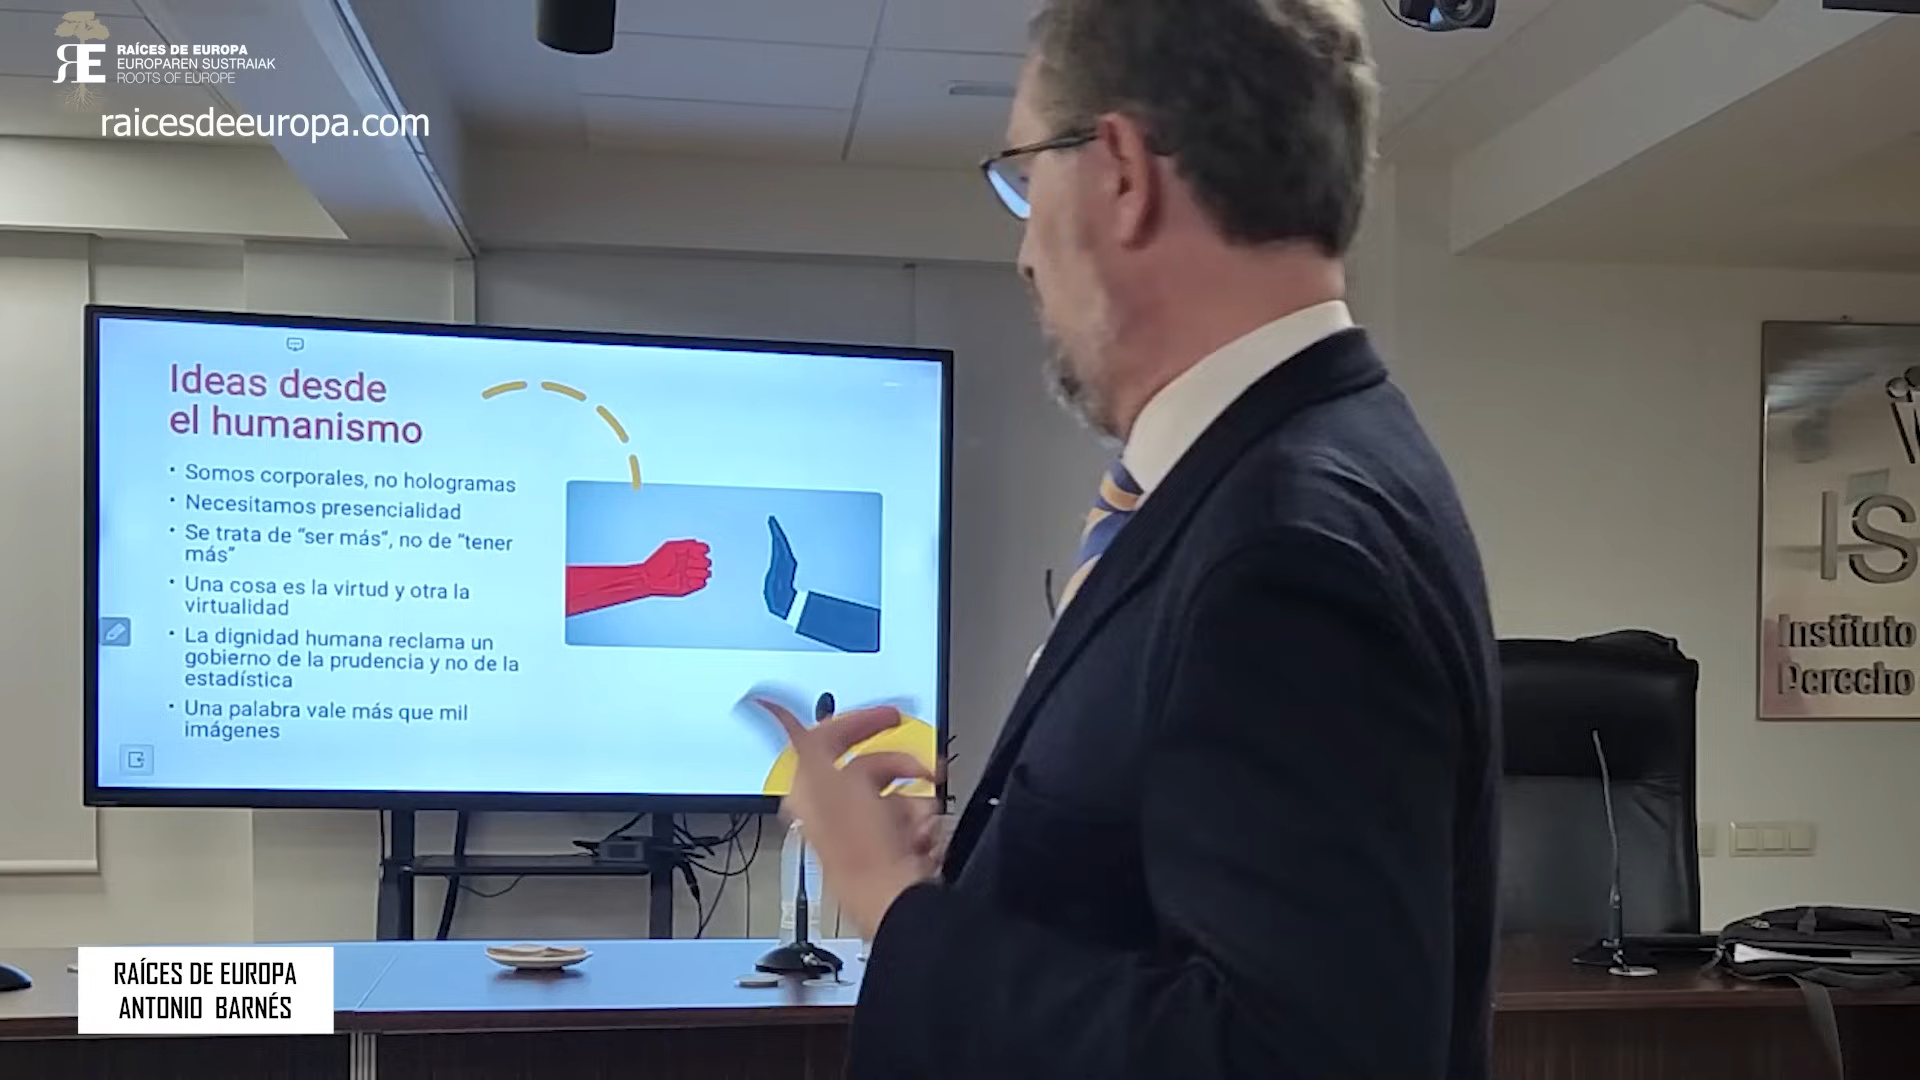 RAÍCES DE EUROPA
EUROPAREN SUSTRAIAK
ROOTS OF EUROPE
raicesdeeuropa.com
Ideas desde
el humanismo
· Somos corporales, no hologramas
· Necesitamos presencialidad
· Se trata de “ser más”, no de “tener
más”
· Una cosa es la virtud y otra la
virtualidad
· La dignidad humana reclama un
gobierno de la prudencia y no de la
estadística
· Una palabra vale más que mil
imágenes
IS
Instituto
Derecho
RAÍCES DE EUROPA
ANTONIO BARNÉS